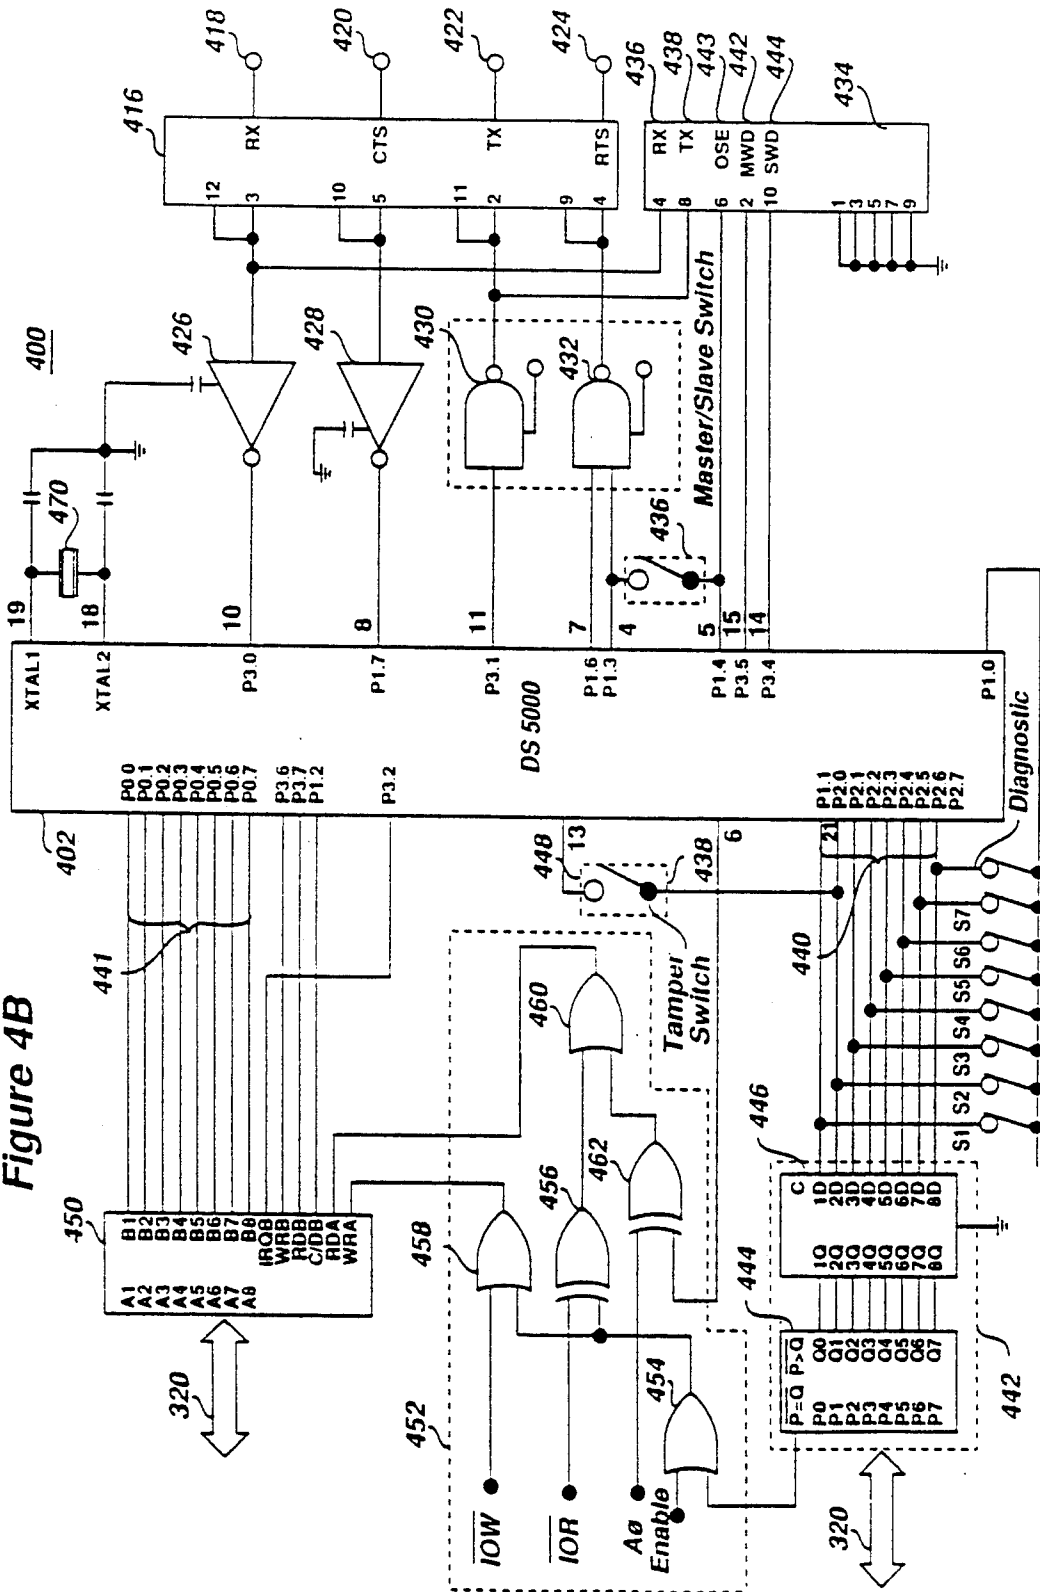 Figure 4B
400
402
DS 5000
XTAL1
19
XTAL2
18
470
P3.0
10
P1.7
8
P3.1
11
P1.6
7
P1.3
4
P1.4
5
P3.5
15
P3.4
14
P1.0
426
428
430
432
436
Master/Slave Switch
416
12
3
RX
418
10
5
CTS
420
11
2
TX
422
9
4
RTS
424
434
4
RX
436
8
TX
438
6
OSE
443
2
MWD
442
10
SWD
444
1
3
5
7
9
P0.0
P0.1
P0.2
P0.3
P0.4
P0.5
P0.6
P0.7
P3.6
P3.7
P1.2
P3.2
441
450
A1
A2
A3
A4
A5
A6
A7
A8
B1
B2
B3
B4
B5
B6
B7
B8
IRQB
WRB
RDB
C/DB
RDA
WRA
320
13
448
438
Tamper
Switch
6
452
IOW
IOR
Aø
Enable
454
456
458
460
462
P1.1
P2.0
P2.1
P2.2
P2.3
P2.4
P2.5
P2.6
P2.7
21
440
Diagnostic
S1
S2
S3
S4
S5
S6
S7
442
444
P=Q
P>Q
P0
P1
P2
P3
P4
P5
P6
P7
Q0
Q1
Q2
Q3
Q4
Q5
Q6
Q7
446
C
1Q
2Q
3Q
4Q
5Q
6Q
7Q
8Q
1D
2D
3D
4D
5D
6D
7D
8D
320